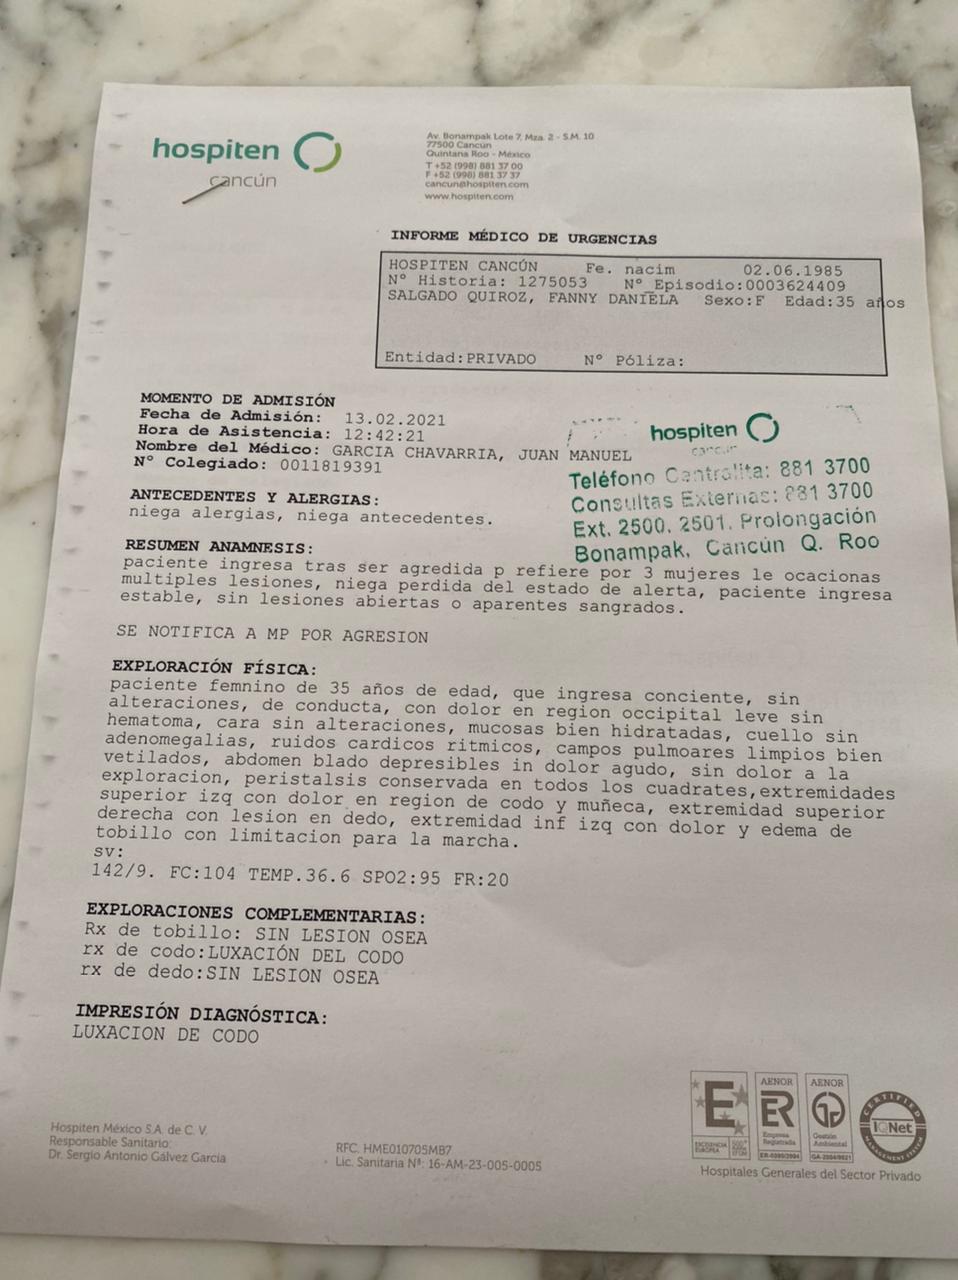 hospiten
cancún
Av. Bonampak Lote 7, Mza. 2 - S.M. 10
77500 Cancún
Quintana Roo - México
T +52 (998) 881 37 00
F +52 (998) 881 37 37
cancun@hospiten.com
www.hospiten.com
INFORME MÉDICO DE URGENCIAS
HOSPITEN CANCÚN Fe. nacim 02.06.1985
Nº Historia: 1275053 Nº Episodio:0003624409
SALGADO QUIROZ, FANNY DANIELA Sexo:F Edad:35 años
Entidad:PRIVADO Nº Póliza:
MOMENTO DE ADMISIÓN
Fecha de Admisión: 13.02.2021
Hora de Asistencia: 12:42:21
Nombre del Médico: GARCIA CHAVARRIA, JUAN MANUEL
Nº Colegiado: 0011819391
hospiten
cancún
Teléfono Centralita: 881 3700
Consultas Externas: 881 3700
Ext. 2500, 2501. Prolongación
Bonampak, Cancún Q. Roo
ANTECEDENTES Y ALERGIAS:
niega alergias, niega antecedentes.
RESUMEN ANAMNESIS:
paciente ingresa tras ser agredida p refiere por 3 mujeres le ocacionas
multiples lesiones, niega perdida del estado de alerta, paciente ingresa
estable, sin lesiones abiertas o aparentes sangrados.
SE NOTIFICA A MP POR AGRESION
EXPLORACIÓN FÍSICA:
paciente femnino de 35 años de edad, que ingresa conciente, sin
alteraciones, de conducta, con dolor en region occipital leve sin
hematoma, cara sin alteraciones, mucosas bien hidratadas, cuello sin
adenomegalias, ruidos cardicos ritmicos, campos pulmoares limpios bien
vetilados, abdomen blado depresibles in dolor agudo, sin dolor a la
exploracion, peristalsis conservada en todos los cuadrates,extremidades
superior izq con dolor en region de codo y muñeca, extremidad superior
derecha con lesion en dedo, extremidad inf izq con dolor y edema de
tobillo con limitacion para la marcha.
sv:
142/9. FC:104 TEMP.36.6 SPO2:95 FR:20
EXPLORACIONES COMPLEMENTARIAS:
Rx de tobillo: SIN LESION OSEA
rx de codo:LUXACIÓN DEL CODO
rx de dedo:SIN LESION OSEA
IMPRESIÓN DIAGNÓSTICA:
LUXACION DE CODO
Hospiten México S.A. de C. V.
Responsable Sanitario:
Dr. Sergio Antonio Gálvez García
RFC. HME010705MB7
Lic. Sanitaria Nº: 16-AM-23-005-0005
E
EXCELENCIA
EUROPEA
AENOR
ER
Empresa
Registrada
AENOR
Gestión
Ambiental
CERTIFIED
IQNet
MANAGEMENT SYSTEM
Hospitales Generales del Sector Privado